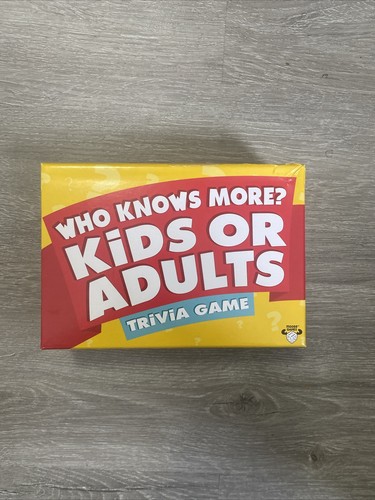 WHO KNOWS MORE?
KiDS OR
ADULTS
TRiViA GAME